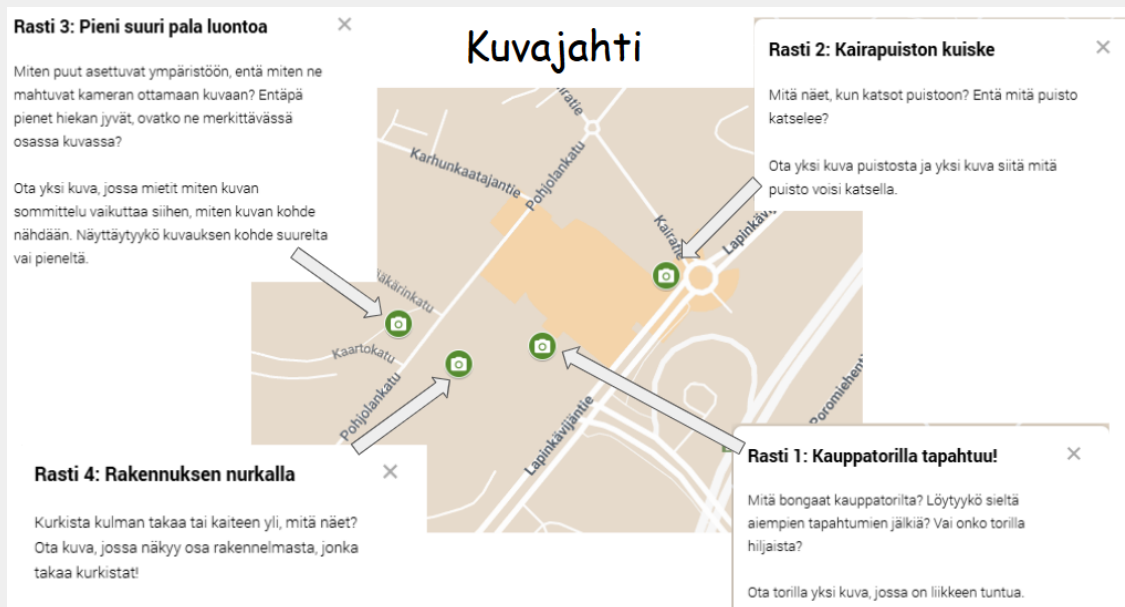 Kuvajahti
Rasti 3: Pieni suuri pala luontoa
Miten puut asettuvat ympäristöön, entä miten ne
mahtuvat kameran ottamaan kuvaan? Entäpä
pienet hiekan jyvät, ovatko ne merkittävässä
osassa kuvassa?
Ota yksi kuva, jossa mietit miten kuvan
sommittelu vaikuttaa siihen, miten kuvan kohde
nähdään. Näyttäytyykö kuvauksen kohde suurelta
vai pieneltä.
Rasti 2: Kairapuiston kuiske
Mitä näet, kun katsot puistoon? Entä mitä puisto
katselee?
Ota yksi kuva puistosta ja yksi kuva siitä mitä
puisto voisi katsella.
Karhunkaatajantie
Pohjolankatu
Kairatie
Kaartokatu
Pohjolankatu
Lapinkävijäntie
Rasti 4: Rakennuksen nurkalla
Kurkista kulman takaa tai kaiteen yli, mitä näet?
Ota kuva, jossa näkyy osa rakennelmasta, jonka
takaa kurkistat!
Rasti 1: Kauppatorilla tapahtuu!
Mitä bongaat kauppatorilta? Löytyykö sieltä
aiempien tapahtumien jälkiä? Vai onko torilla
hiljaista?
Ota torilla yksi kuva, jossa on liikkeen tuntua.